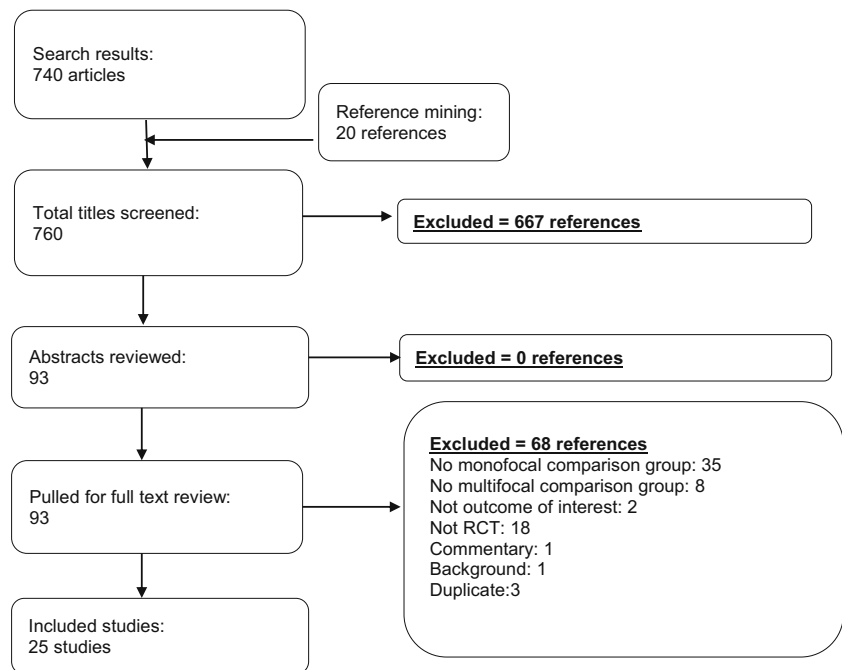 Search results:
740 articles
Reference mining:
20 references
Total titles screened:
760
Excluded = 667 references
Abstracts reviewed:
93
Excluded = 0 references
Pulled for full text review:
93
Excluded = 68 references
No monofocal comparison group: 35
No multifocal comparison group: 8
Not outcome of interest: 2
Not RCT: 18
Commentary: 1
Background: 1
Duplicate:3
Included studies:
25 studies